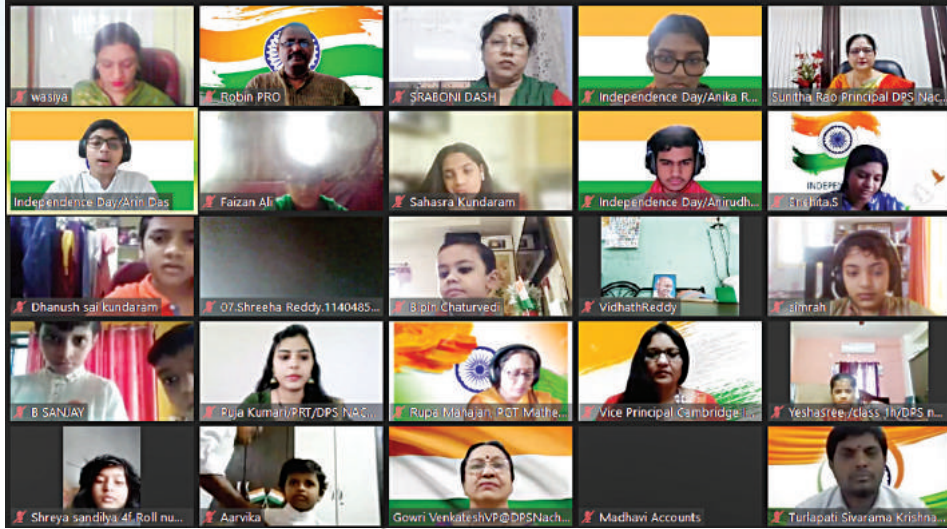 wasiya
Robin PRO
SRABONI DASH
Independence Day/Anika R...
Sunitha Rao Principal DPS Nac...
Independence Day/Arin Das
Faizan Ali
Sahasra Kundaram
Independence Day/Anirudh...
INDEPEN
Enshita.S
Dhanush sai kundaram
07.Shreeha Reddy.1140485...
Bipin Chaturvedi
VidhathReddy
simrah
B SANJAY
Puja Kumari/PRT/DPS NAC...
Rupa Mahajan PGT Mathe...
Vice Principal Cambridge
Yeshasree./class 1h/DPS n...
Shreya sandilya 4f,Roll nu...
Aarvika
Gowri VenkateshVP@DPSNach...
Madhavi Accounts
Turlapati Sivarama Krishna...